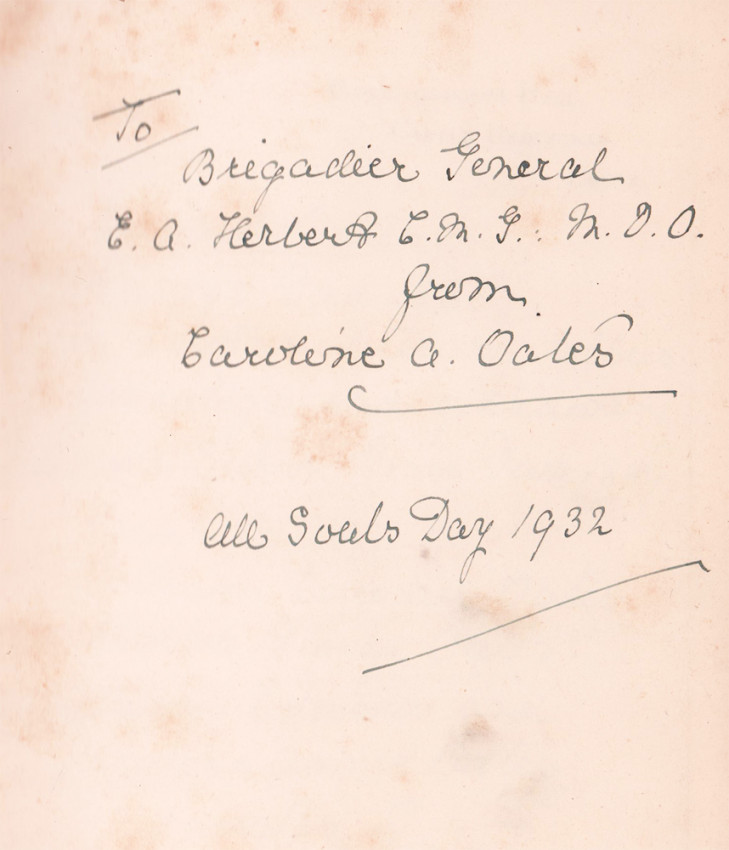 To
Brigadier General
E. A. Herbert C.M.G.: M.V.O.
from
Caroline A. Oates
All Souls Day 1932